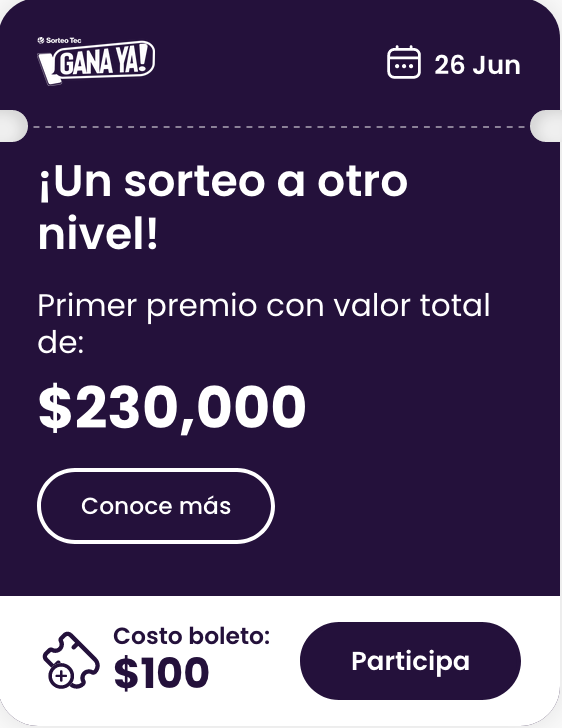 Sorteo Tec
¡GANA YA!
26 Jun
¡Un sorteo a otro
nivel!
Primer premio con valor total
de:
$230,000
Conoce más
Costo boleto:
$100
Participa